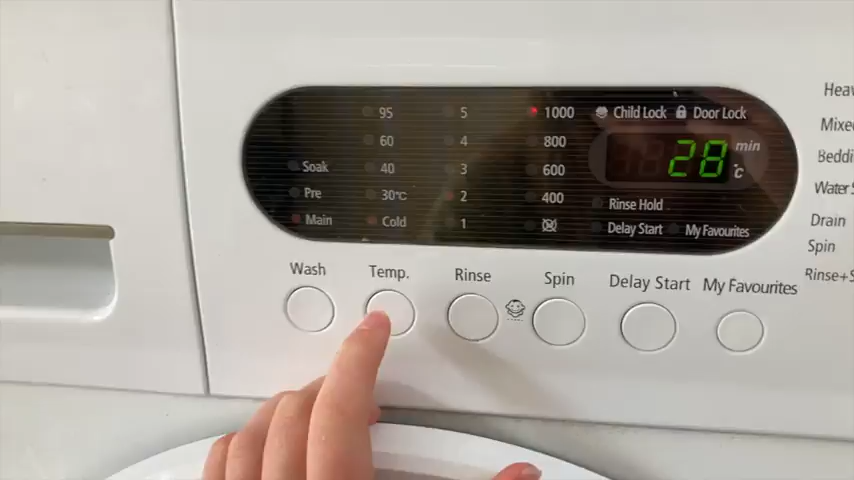 95 5 1000 Child Lock Door Lock
60 4 800 28 min
Soak 40 3 600 °C
Pre 30°C 2 400 Rinse Hold
Main Cold 1 Delay Start My Favourites
Wash Temp. Rinse Spin Delay Start My Favourites
Drain
Spin